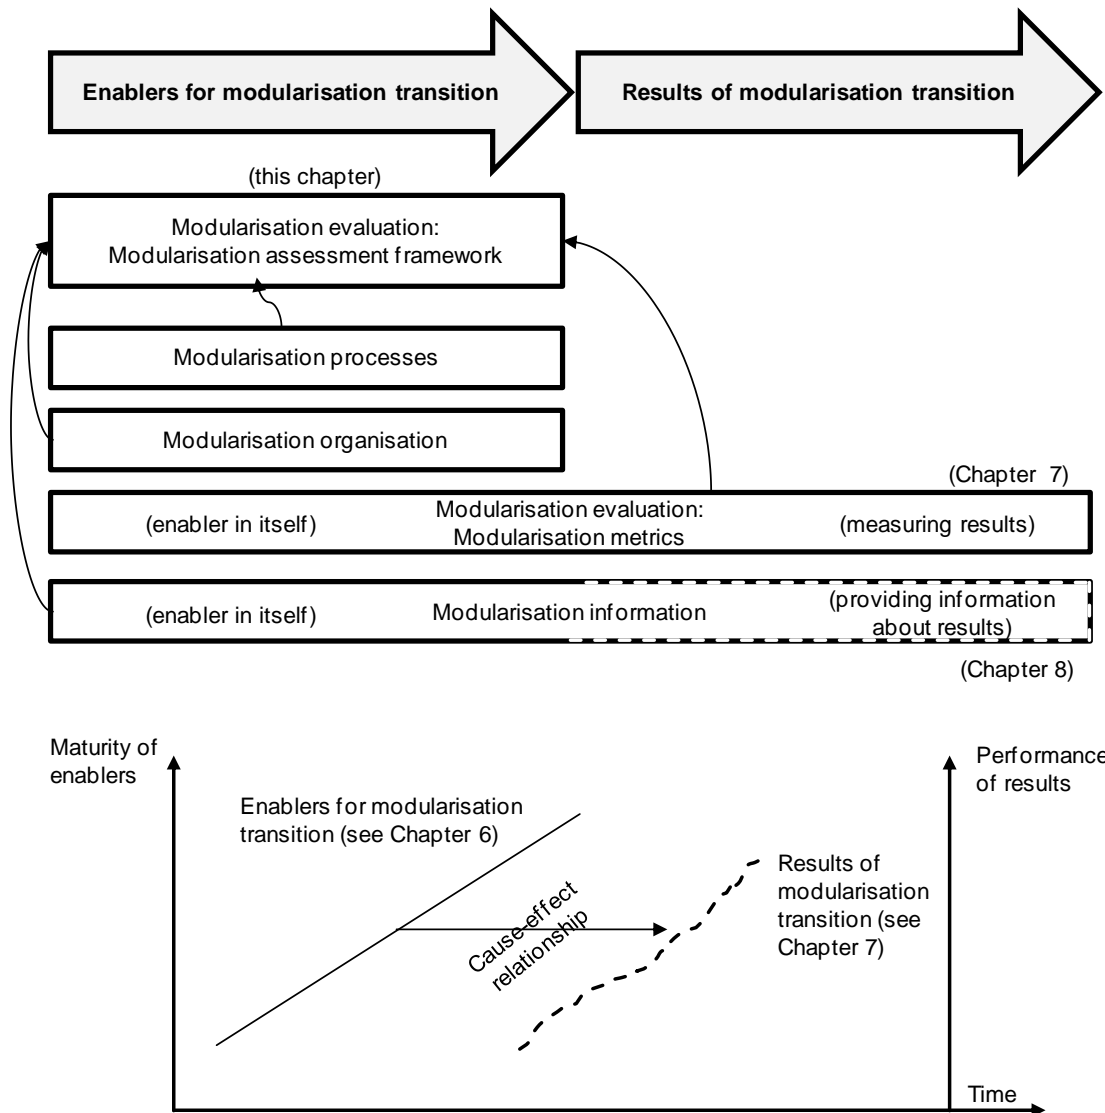 Enablers for modularisation transition
Results of modularisation transition
(this chapter)
Modularisation evaluation:
Modularisation assessment framework
Modularisation processes
Modularisation organisation
(Chapter 7)
(enabler in itself)
Modularisation evaluation:
Modularisation metrics
(measuring results)
(enabler in itself)
Modularisation information
(providing information
about results)
(Chapter 8)
Maturity of
enablers
Performance
of results
Enablers for modularisation
transition (see Chapter 6)
Cause-effect
relationship
Results of
modularisation
transition (see
Chapter 7)
Time